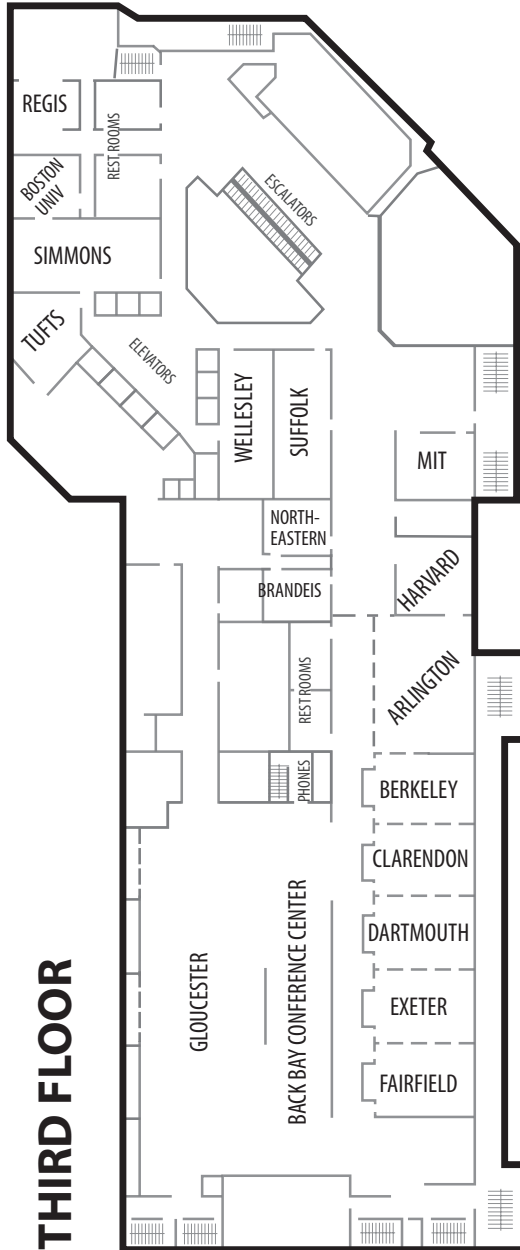 REGIS
REST ROOMS
BOSTON
UNIV
ESCALATORS
SIMMONS
TUFTS
ELEVATORS
WELLESLEY
SUFFOLK
MIT
NORTH-
EASTERN
BRANDEIS
HARVARD
ARLINGTON
REST ROOMS
PHONES
BERKELEY
CLARENDON
DARTMOUTH
GLOUCESTER
BACK BAY CONFERENCE CENTER
EXETER
FAIRFIELD
THIRD FLOOR